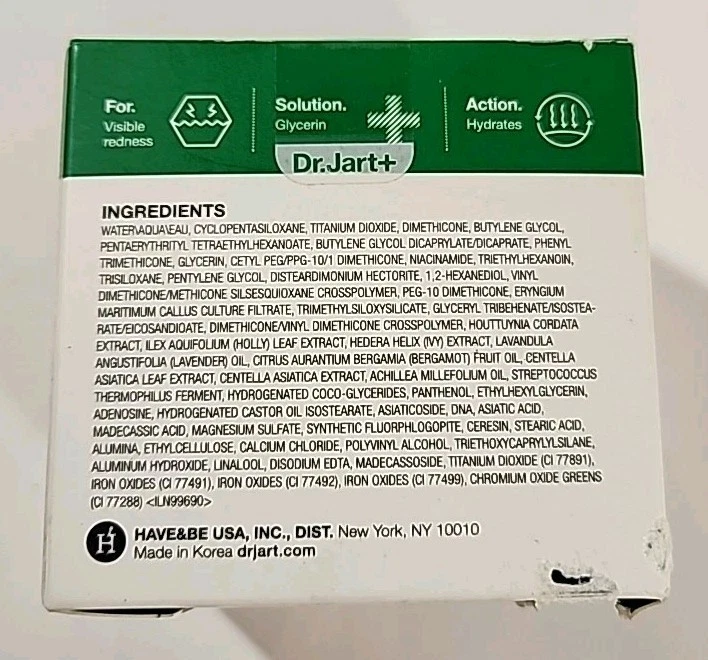 For.
Visible
redness
Solution.
Glycerin
Action.
Hydrates
Dr.Jart+
INGREDIENTS
WATER\AQUA\EAU, CYCLOPENTASILOXANE, TITANIUM DIOXIDE, DIMETHICONE, BUTYLENE GLYCOL,
PENTAERYTHRITYL TETRAETHYLHEXANOATE, BUTYLENE GLYCOL DICAPRYLATE/DICAPRATE, PHENYL
TRIMETHICONE, GLYCERIN, CETYL PEG/PPG-10/1 DIMETHICONE, NIACINAMIDE, TRIETHYLHEXANOIN,
TRISILOXANE, PENTYLENE GLYCOL, DISTEARDIMONIUM HECTORITE, 1,2-HEXANEDIOL, VINYL
DIMETHICONE/METHICONE SILSESQUIOXANE CROSSPOLYMER, PEG-10 DIMETHICONE, ERYNGIUM
MARITIMUM CALLUS CULTURE FILTRATE, TRIMETHYLSILOXYSILICATE, GLYCERYL TRIBEHENATE/ISOSTEA-
RATE/EICOSANDIOATE, DIMETHICONE/VINYL DIMETHICONE CROSSPOLYMER, HOUTTUYNIA CORDATA
EXTRACT, ILEX AQUIFOLIUM (HOLLY) LEAF EXTRACT, HEDERA HELIX (IVY) EXTRACT, LAVANDULA
ANGUSTIFOLIA (LAVENDER) OIL, CITRUS AURANTIUM BERGAMIA (BERGAMOT) FRUIT OIL, CENTELLA
ASIATICA LEAF EXTRACT, CENTELLA ASIATICA EXTRACT, ACHILLEA MILLEFOLIUM OIL, STREPTOCOCCUS
THERMOPHILUS FERMENT, HYDROGENATED COCO-GLYCERIDES, PANTHENOL, ETHYLHEXYLGLYCERIN,
ADENOSINE, HYDROGENATED CASTOR OIL ISOSTEARATE, ASIATICOSIDE, DNA, ASIATIC ACID,
MADECASSIC ACID, MAGNESIUM SULFATE, SYNTHETIC FLUORPHLOGOPITE, CERESIN, STEARIC ACID,
ALUMINA, ETHYLCELLULOSE, CALCIUM CHLORIDE, POLYVINYL ALCOHOL, TRIETHOXYCAPRYLYLSILANE,
ALUMINUM HYDROXIDE, LINALOOL, DISODIUM EDTA, MADECASSOSIDE, TITANIUM DIOXIDE (CI 77891),
IRON OXIDES (CI 77491), IRON OXIDES (CI 77492), IRON OXIDES (CI 77499), CHROMIUM OXIDE GREENS
(CI 77288) <ILN99690>
HAVE&BE USA, INC., DIST. New York, NY 10010
Made in Korea drjart.com